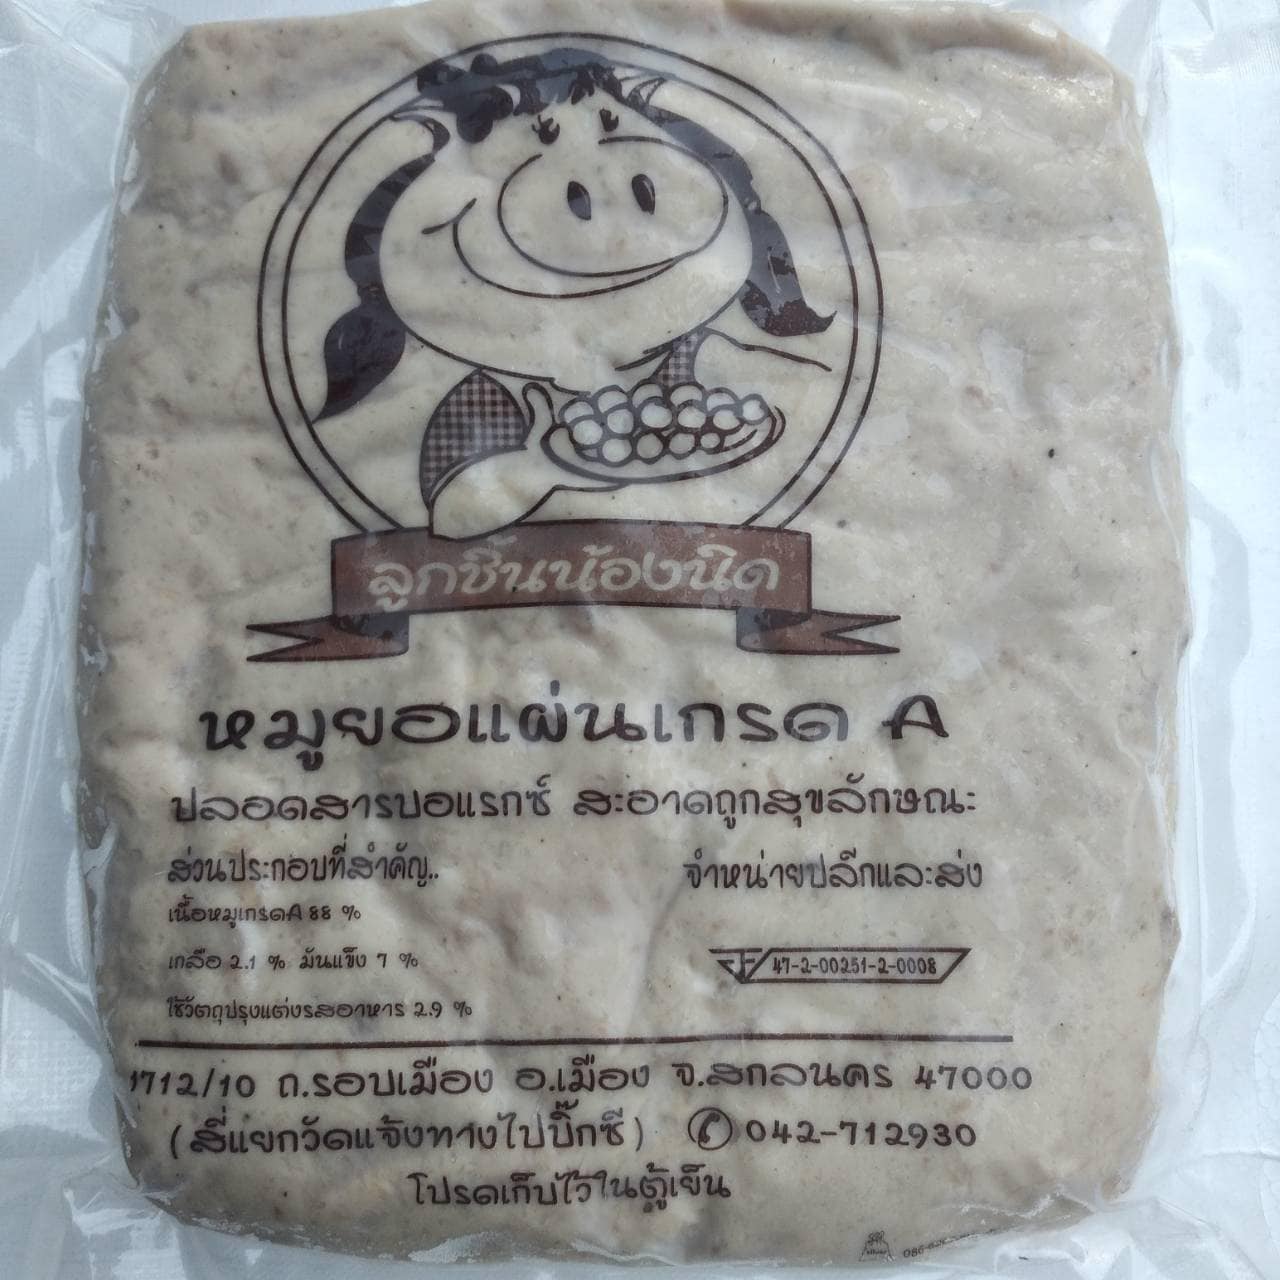 ลูกชิ้นน้องนิด
หมูยอแผ่นเกรด A
ปลอดสารบอแรกซ์ สะอาดถูกสุขลักษณะ
ส่วนประกอบที่สำคัญ..
เนื้อหมูเกรดA 88 %
เกลือ 2.1 % มันแข็ง 7 %
ใช้วัตถุปรุงแต่งรสอาหาร 2.9 %
จำหน่ายปลีกและส่ง
47-2-00251-2-0008
1712/10 ถ.รอบเมือง อ.เมือง จ.สกลนคร 47000
(สี่แยกวัดแจ้งทางไปบิ๊กซี) 042-712930
โปรดเก็บไว้ในตู้เย็น